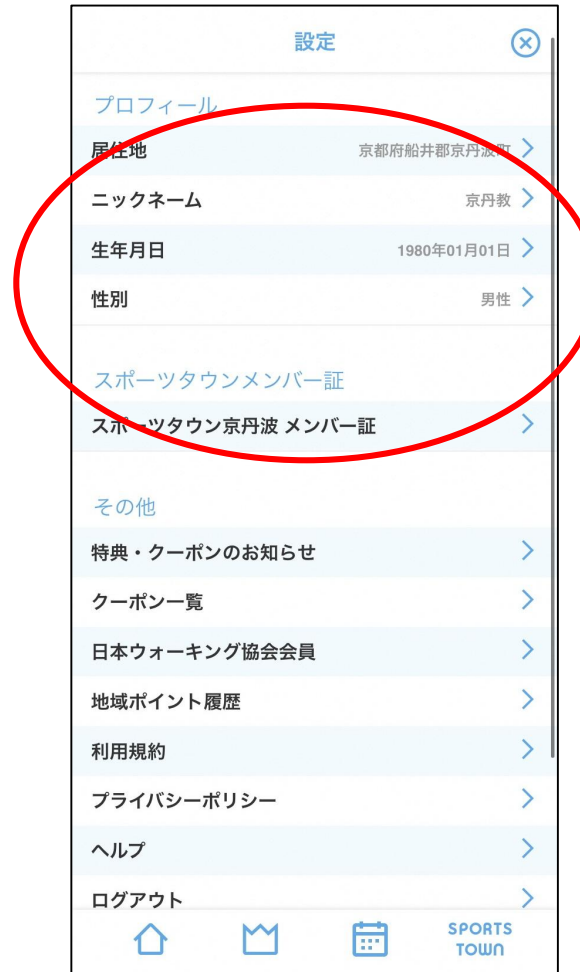 設定
プロフィール
居住地 京都府船井郡京丹波町
ニックネーム 京丹教
生年月日 1980年01月01日
性別 男性
スポーツタウンメンバー証
スポーツタウン京丹波 メンバー証
その他
特典・クーポンのお知らせ
クーポン一覧
日本ウォーキング協会会員
地域ポイント履歴
利用規約
プライバシーポリシー
ヘルプ
ログアウト
SPORTS
TOWN